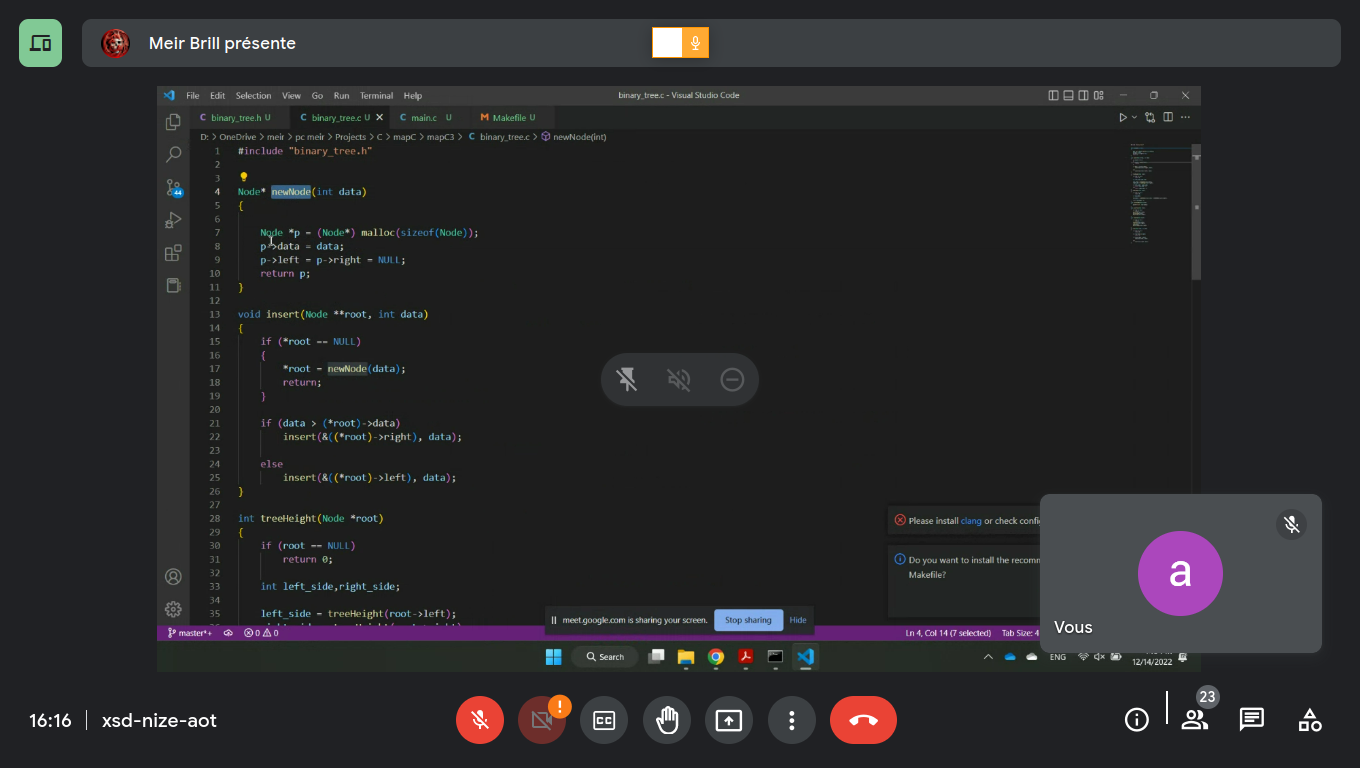 Meir Brill présente
File Edit Selection View Go Run Terminal Help
binary_tree.c - Visual Studio Code
C binary_tree.h U
C binary_tree.c U
C main.c U
M Makefile U
D: > OneDrive > meir > pc meir > Projects > C > mapC > mapC3 > C binary_tree.c > newNode(int)
1 #include "binary_tree.h"
2
3
4 Node* newNode(int data)
5 {
6
7 Node *p = (Node*) malloc(sizeof(Node));
8 p->data = data;
9 p->left = p->right = NULL;
10 return p;
11 }
12
13 void insert(Node **root, int data)
14 {
15 if (*root == NULL)
16 {
17 *root = newNode(data);
18 return;
19 }
20
21 if (data > (*root)->data)
22 insert(&((*root)->right), data);
23
24 else
25 insert(&((*root)->left), data);
26 }
27
28 int treeHeight(Node *root)
29 {
30 if (root == NULL)
31 return 0;
32
33 int left_side,right_side;
34
35 left_side = treeHeight(root->left);
44
Please install clang or check config
Do you want to install the recomm
Makefile?
meet.google.com is sharing your screen. Stop sharing Hide
master*+ 0 0
Ln 4, Col 14 (7 selected) Tab Size: 4
Search
ENG
12/14/2022
a
Vous
16:16 xsd-nize-aot
!
CC
23